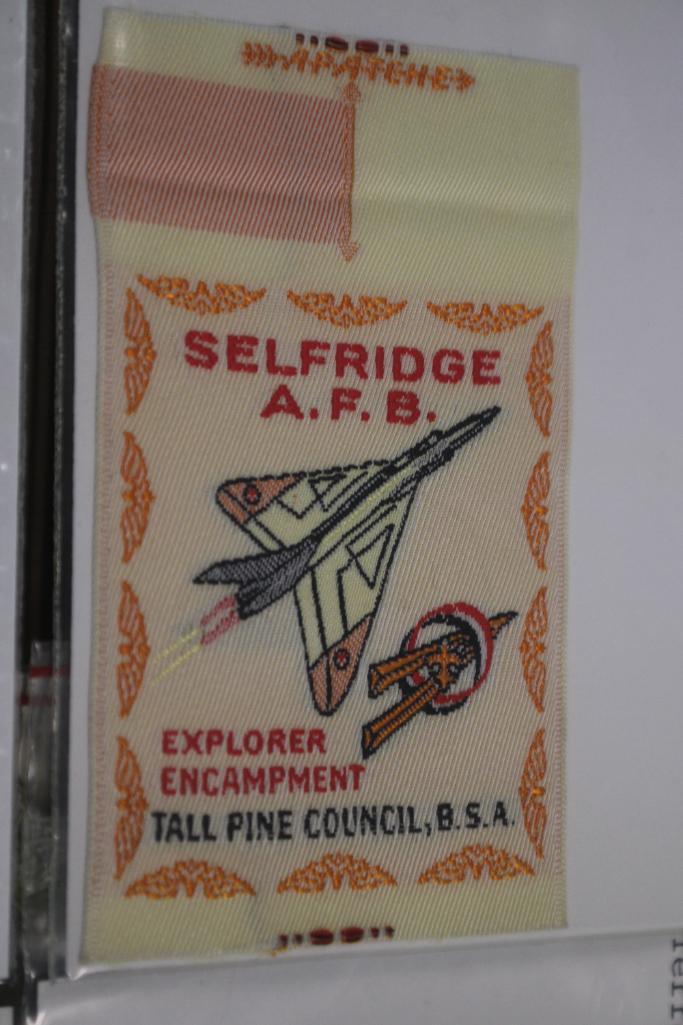 APATCHE
SELFRIDGE
A.F.B.
EXPLORER
ENCAMPMENT
TALL PINE COUNCIL, B.S.A.